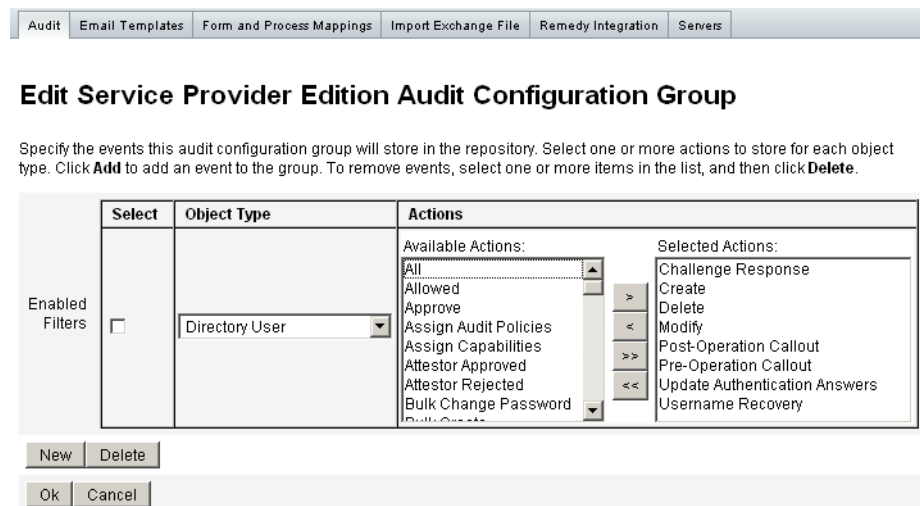 Audit Email Templates Form and Process Mappings Import Exchange File Remedy Integration Servers
Edit Service Provider Edition Audit Configuration Group
Specify the events this audit configuration group will store in the repository. Select one or more actions to store for each object
type. Click Add to add an event to the group. To remove events, select one or more items in the list, and then click Delete.
Select Object Type Actions
Enabled
Filters
Directory User
Available Actions:
All
Allowed
Approve
Assign Audit Policies
Assign Capabilities
Attestor Approved
Attestor Rejected
Bulk Change Password
>
<
>>
<<
Selected Actions:
Challenge Response
Create
Delete
Modify
Post-Operation Callout
Pre-Operation Callout
Update Authentication Answers
Username Recovery
New Delete
Ok Cancel